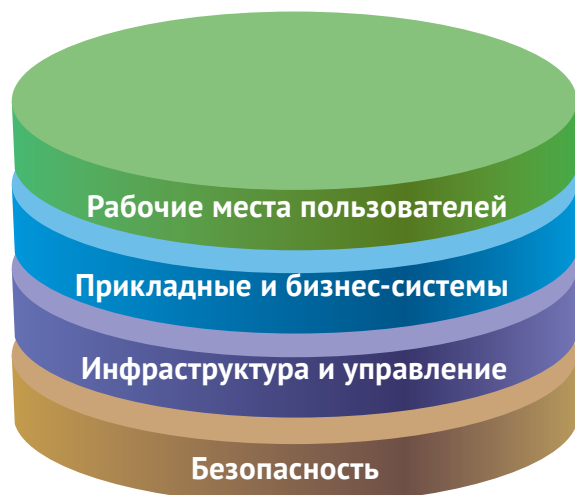 Рабочие места пользователей
Прикладные и бизнес-системы
Инфраструктура и управление
Безопасность